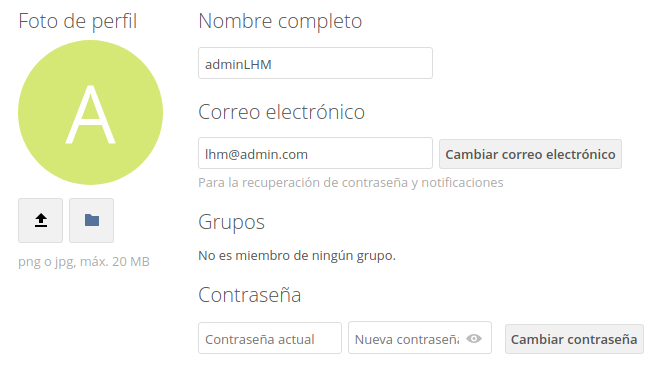 Foto de perfil
A
png o jpg, máx. 20 MB
Nombre completo
adminLHM
Correo electrónico
lhm@admin.com Cambiar correo electrónico
Para la recuperación de contraseña y notificaciones
Grupos
No es miembro de ningún grupo.
Contraseña
Contraseña actual Nueva contraseña Cambiar contraseña